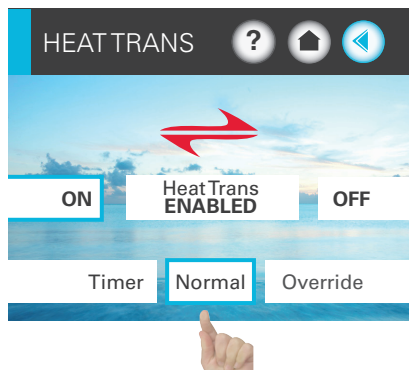 HEAT TRANS ?
ON
Heat Trans
ENABLED
OFF
Timer Normal Override